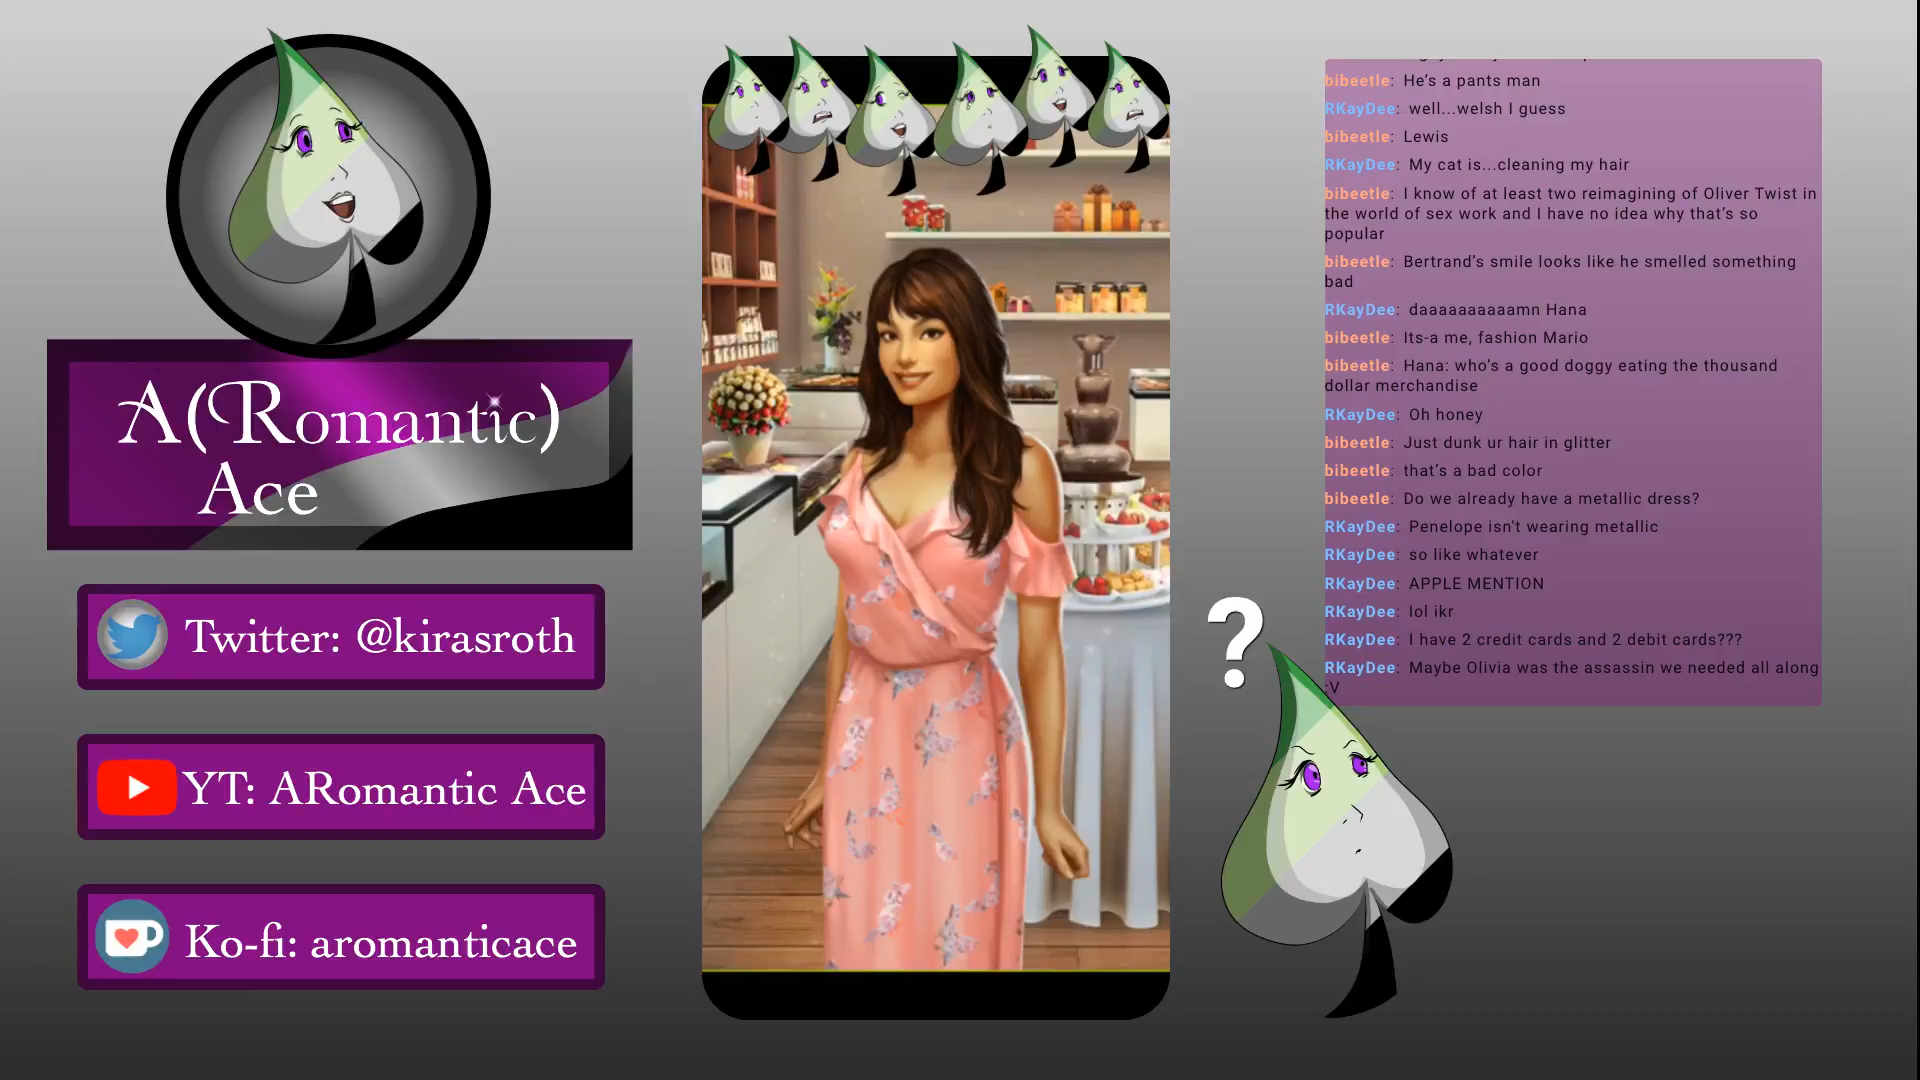 A(Romantic)
Ace
Twitter: @kirasroth
YT: ARomantic Ace
Ko-fi: aromanticace
?
bibeetle: He's a pants man
RKayDee: well...welsh I guess
bibeetle: Lewis
RKayDee: My cat is...cleaning my hair
bibeetle: I know of at least two reimagining of Oliver Twist in
the world of sex work and I have no idea why that's so
popular
bibeetle: Bertrand's smile looks like he smelled something
bad
RKayDee: daaaaaaaaaamn Hana
bibeetle: Its-a me, fashion Mario
bibeetle: Hana: who's a good doggy eating the thousand
dollar merchandise
RKayDee: Oh honey
bibeetle: Just dunk ur hair in glitter
bibeetle: that's a bad color
bibeetle: Do we already have a metallic dress?
RKayDee: Penelope isn't wearing metallic
RKayDee: so like whatever
RKayDee: APPLE MENTION
RKayDee: lol ikr
RKayDee: I have 2 credit cards and 2 debit cards???
RKayDee: Maybe Olivia was the assassin we needed all along
:V